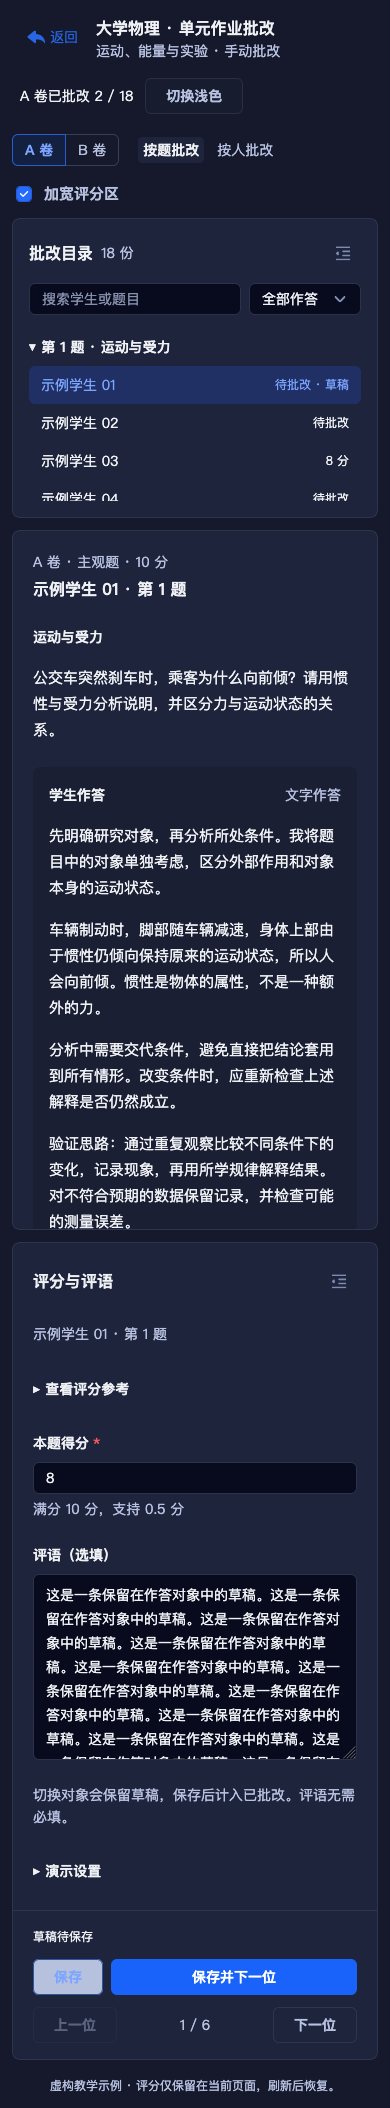 返回
大学物理 · 单元作业批改
运动、能量与实验 · 手动批改
A 卷已批改 2 / 18
切换浅色
A 卷
B 卷
按题批改
按人批改
加宽评分区
批改目录 18 份
搜索学生或题目
全部作答
▾ 第 1 题 · 运动与受力
示例学生 01
待批改 · 草稿
示例学生 02
待批改
示例学生 03
8 分
示例学生 04
待批改
A 卷 · 主观题 · 10 分
示例学生 01 · 第 1 题
运动与受力
公交车突然刹车时，乘客为什么向前倾？请用惯
性与受力分析说明，并区分力与运动状态的关
系。
学生作答
文字作答
先明确研究对象，再分析所处条件。我将题
目中的对象单独考虑，区分外部作用和对象
本身的运动状态。
车辆制动时，脚部随车辆减速，身体上部由
于惯性仍倾向保持原来的运动状态，所以人
会向前倾。惯性是物体的属性，不是一种额
外的力。
分析中需要交代条件，避免直接把结论套用
到所有情形。改变条件时，应重新检查上述
解释是否仍然成立。
验证思路：通过重复观察比较不同条件下的
变化，记录现象，再用所学规律解释结果。
对不符合预期的数据保留记录，并检查可能
的测量误差。
评分与评语
示例学生 01 · 第 1 题
▸ 查看评分参考
本题得分 *
8
满分 10 分，支持 0.5 分
评语（选填）
这是一条保留在作答对象中的草稿。这是一条保
留在作答对象中的草稿。这是一条保留在作答对
象中的草稿。这是一条保留在作答对象中的草
稿。这是一条保留在作答对象中的草稿。这是一
条保留在作答对象中的草稿。这是一条保留在作
答对象中的草稿。这是一条保留在作答对象中的
草稿。这是一条保留在作答对象中的草稿。这是
一条保留在作答对象中的草稿。这是一条保留在
切换对象会保留草稿，保存后计入已批改。评语无需
必填。
▸ 演示设置
草稿待保存
保存
保存并下一位
上一位
1 / 6
下一位
虚构教学示例 · 评分仅保留在当前页面，刷新后恢复。